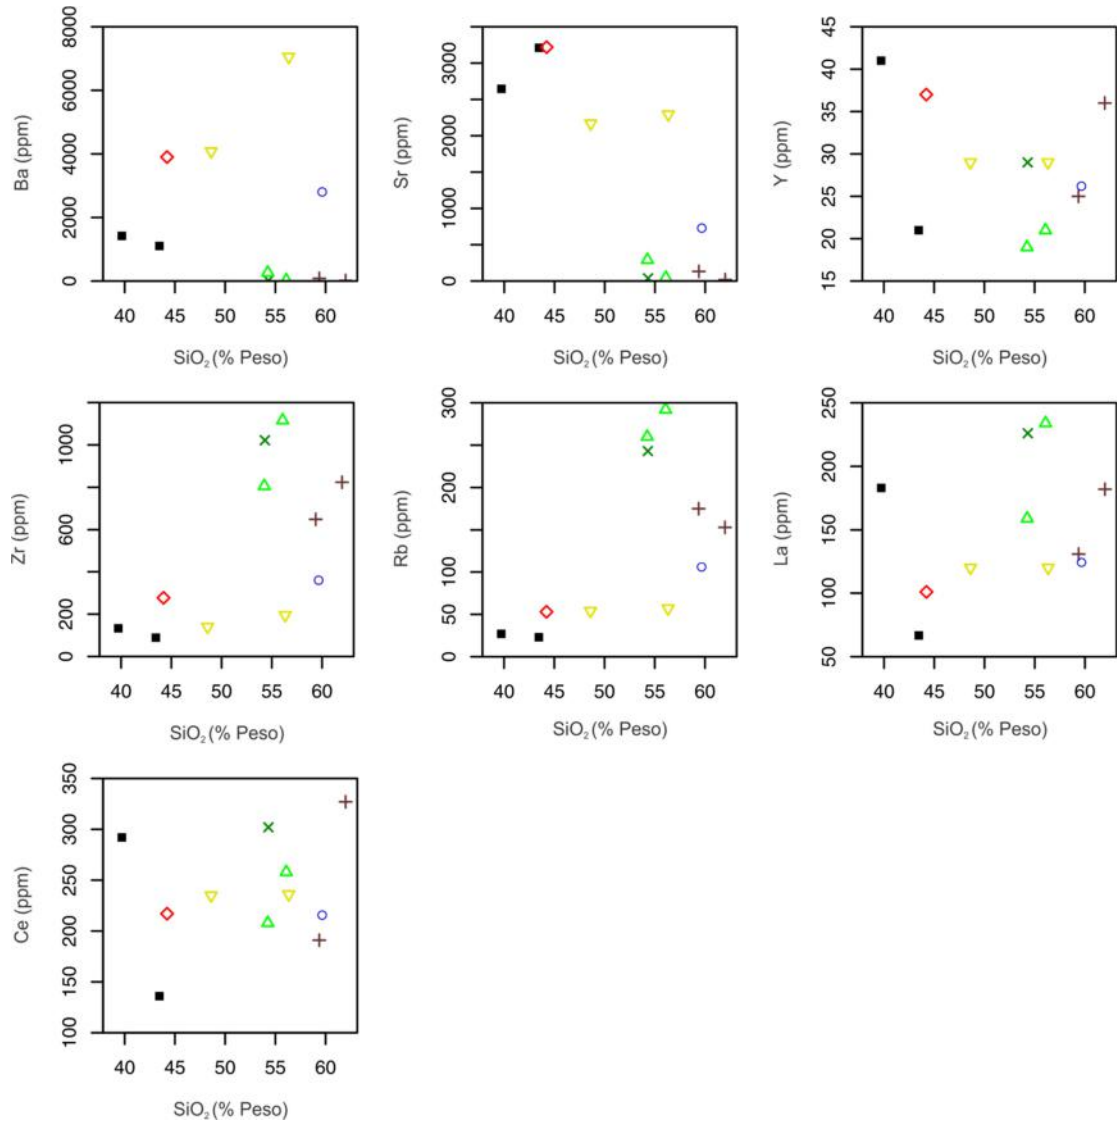 Ba (ppm)
0 2000 4000 6000 8000
40 45 50 55 60
SiO₂ (% Peso)
Sr (ppm)
0 1000 2000 3000
40 45 50 55 60
SiO₂ (% Peso)
Y (ppm)
15 20 25 30 35 40 45
40 45 50 55 60
SiO₂ (% Peso)
Zr (ppm)
0 200 600 1000
40 45 50 55 60
SiO₂ (% Peso)
Rb (ppm)
0 50 100 200 300
40 45 50 55 60
SiO₂ (% Peso)
La (ppm)
50 100 150 200 250
40 45 50 55 60
SiO₂ (% Peso)
Ce (ppm)
100 150 200 250 300 350
40 45 50 55 60
SiO₂ (% Peso)